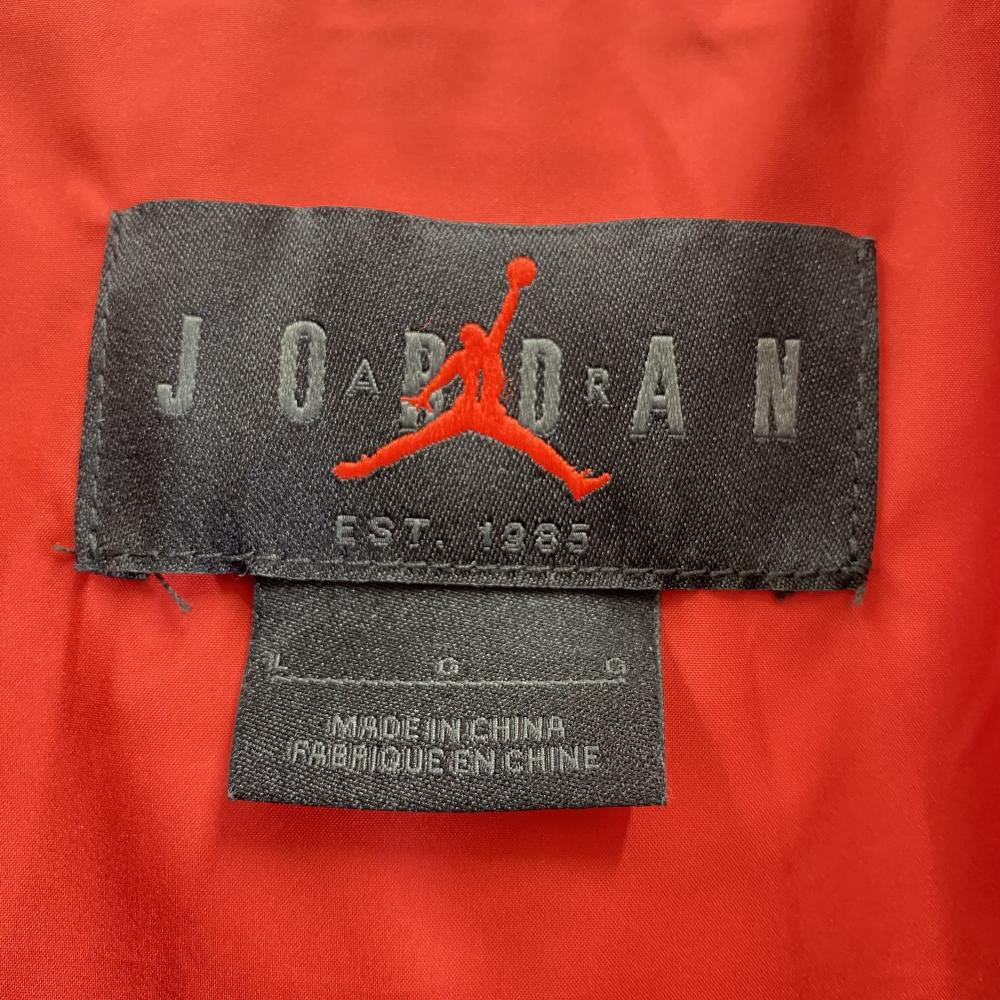 JORDAN
AIR
EST. 1985
L G G
MADE IN CHINA
FABRIQUE EN CHINE